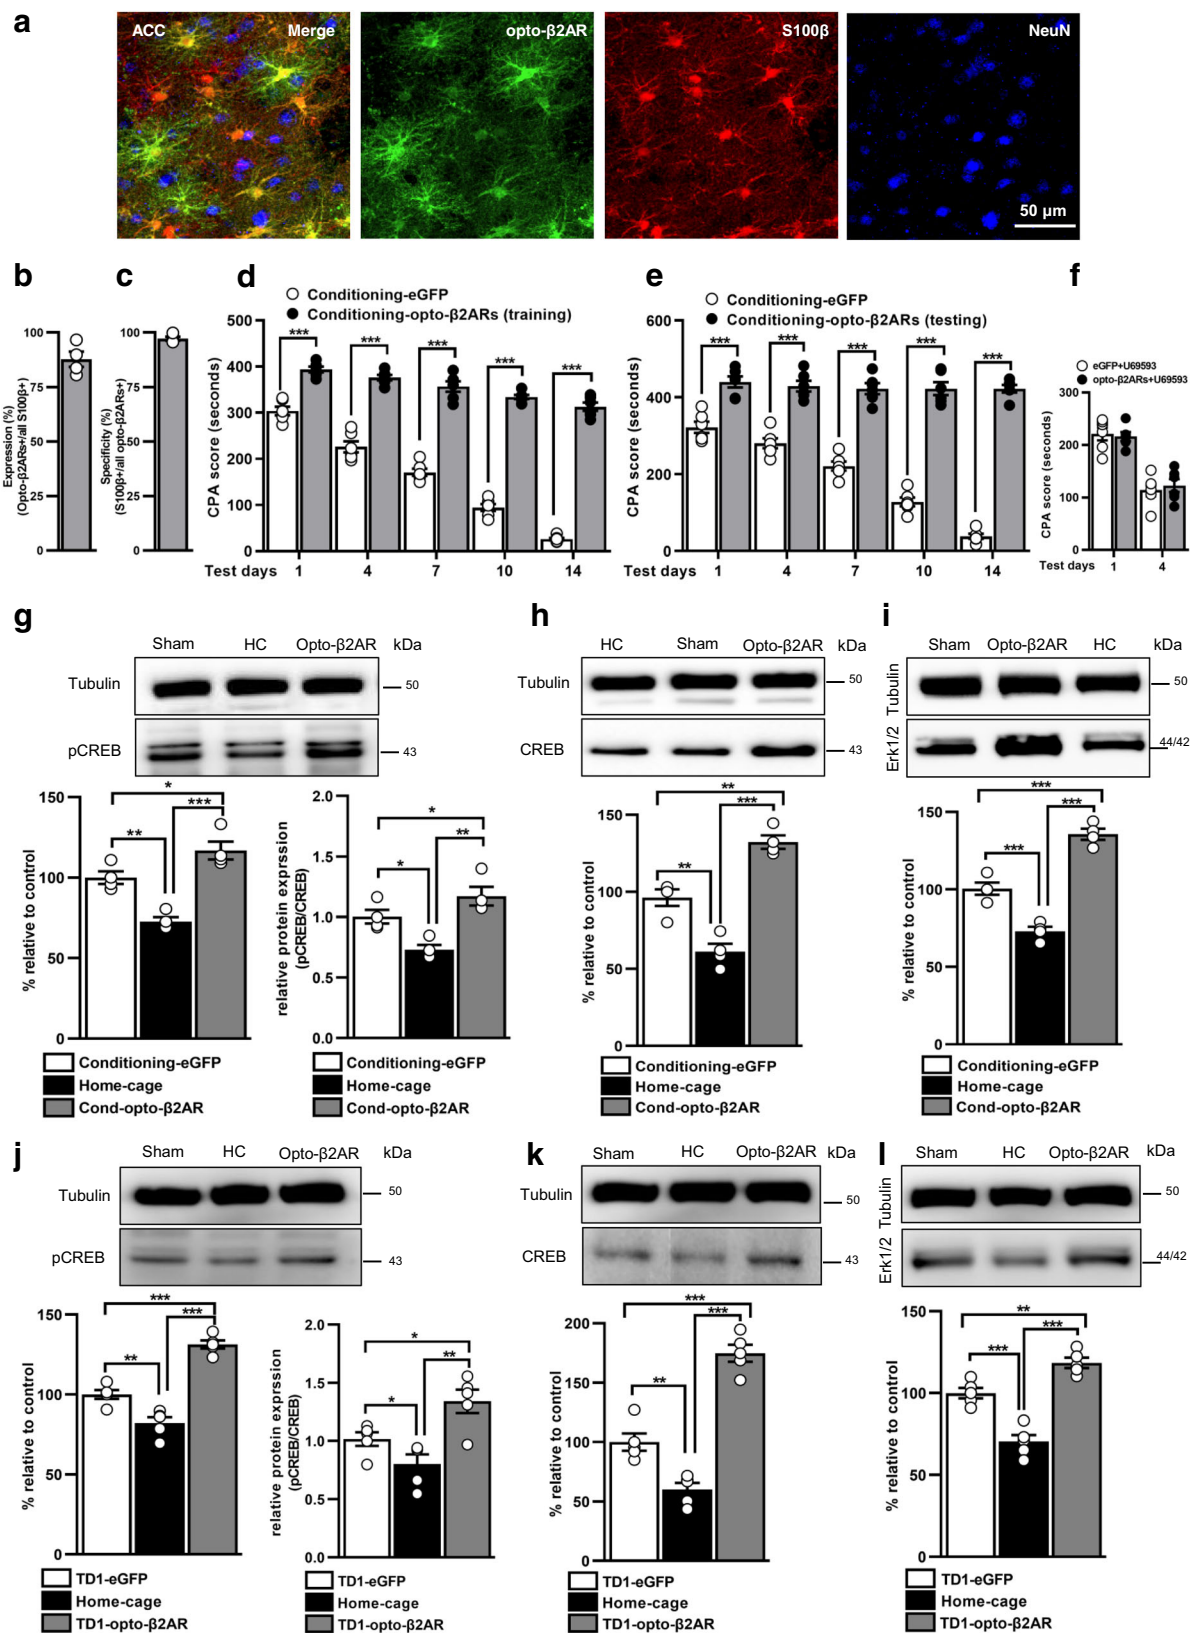 a
ACC Merge
opto-β2AR
S100β
NeuN
50 µm
b
Expression (%)
(Opto-β2ARs+/all S100β+)
100
75
50
25
0
c
Specificity (%)
(S100β+/all opto-β2ARs+)
100
75
50
25
0
d
Conditioning-eGFP
Conditioning-opto-β2ARs (training)
CPA score (seconds)
500
400
300
200
100
0
*** *** *** *** ***
Test days 1 4 7 10 14
e
Conditioning-eGFP
Conditioning-opto-β2ARs (testing)
CPA score (seconds)
600
400
200
0
*** *** *** *** ***
Test days 1 4 7 10 14
f
eGFP+U69593
opto-β2ARs+U69593
CPA score (seconds)
300
200
100
0
Test days 1 4
g
Sham HC Opto-β2AR kDa
Tubulin 50
pCREB 43
% relative to control
150
100
50
0
* ** ***
Conditioning-eGFP
Home-cage
Cond-opto-β2AR
relative protein exprssion
(pCREB/CREB)
2.0
1.5
1.0
0.5
0.0
* * **
Conditioning-eGFP
Home-cage
Cond-opto-β2AR
h
HC Sham Opto-β2AR kDa
Tubulin 50
CREB 43
% relative to control
150
100
50
0
** *** **
Conditioning-eGFP
Home-cage
Cond-opto-β2AR
i
Sham Opto-β2AR HC kDa
Tubulin 50
Erk1/2 44/42
% relative to control
150
100
50
0
*** *** ***
Conditioning-eGFP
Home-cage
Cond-opto-β2AR
j
Sham HC Opto-β2AR kDa
Tubulin 50
pCREB 43
% relative to control
150
100
50
0
*** *** **
TD1-eGFP
Home-cage
TD1-opto-β2AR
relative protein expression
(pCREB/CREB)
2.0
1.5
1.0
0.5
0.0
* ** *
TD1-eGFP
Home-cage
TD1-opto-β2AR
k
Sham HC Opto-β2AR kDa
Tubulin 50
CREB 43
% relative to control
200
150
100
50
0
*** *** **
TD1-eGFP
Home-cage
TD1-opto-β2AR
l
Sham HC Opto-β2AR kDa
Tubulin 50
Erk1/2 44/42
% relative to control
150
100
50
0
** *** ***
TD1-eGFP
Home-cage
TD1-opto-β2AR